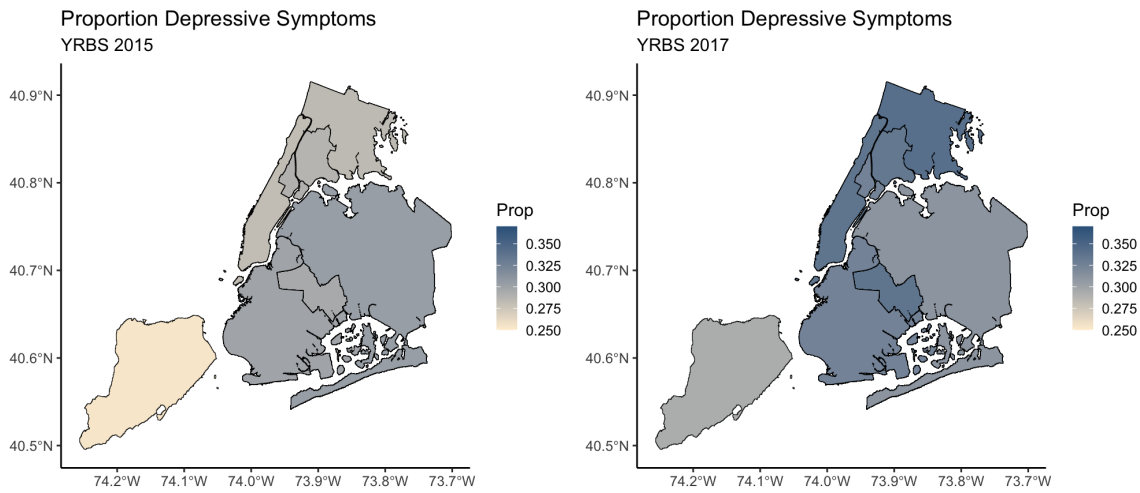 Proportion Depressive Symptoms
YRBS 2015
40.9°N
40.8°N
40.7°N
40.6°N
40.5°N
74.2°W 74.1°W 74.0°W 73.9°W 73.8°W 73.7°W
Prop
0.350
0.325
0.300
0.275
0.250
Proportion Depressive Symptoms
YRBS 2017
40.9°N
40.8°N
40.7°N
40.6°N
40.5°N
74.2°W 74.1°W 74.0°W 73.9°W 73.8°W 73.7°W
Prop
0.350
0.325
0.300
0.275
0.250